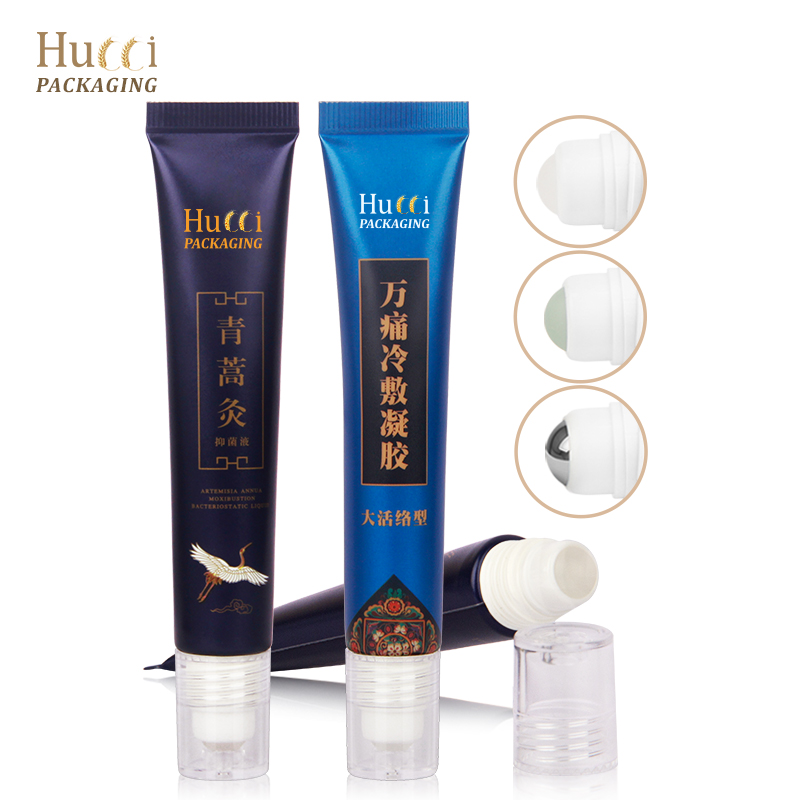 Hucci
PACKAGING
Hucci
PACKAGING
青蒿灸
抑菌液
ARTEMISIA ANNUA
MOXIBUSTION
BACTERIOSTATIC LIQUID
Hucci
PACKAGING
万痛冷敷凝胶
大活络型